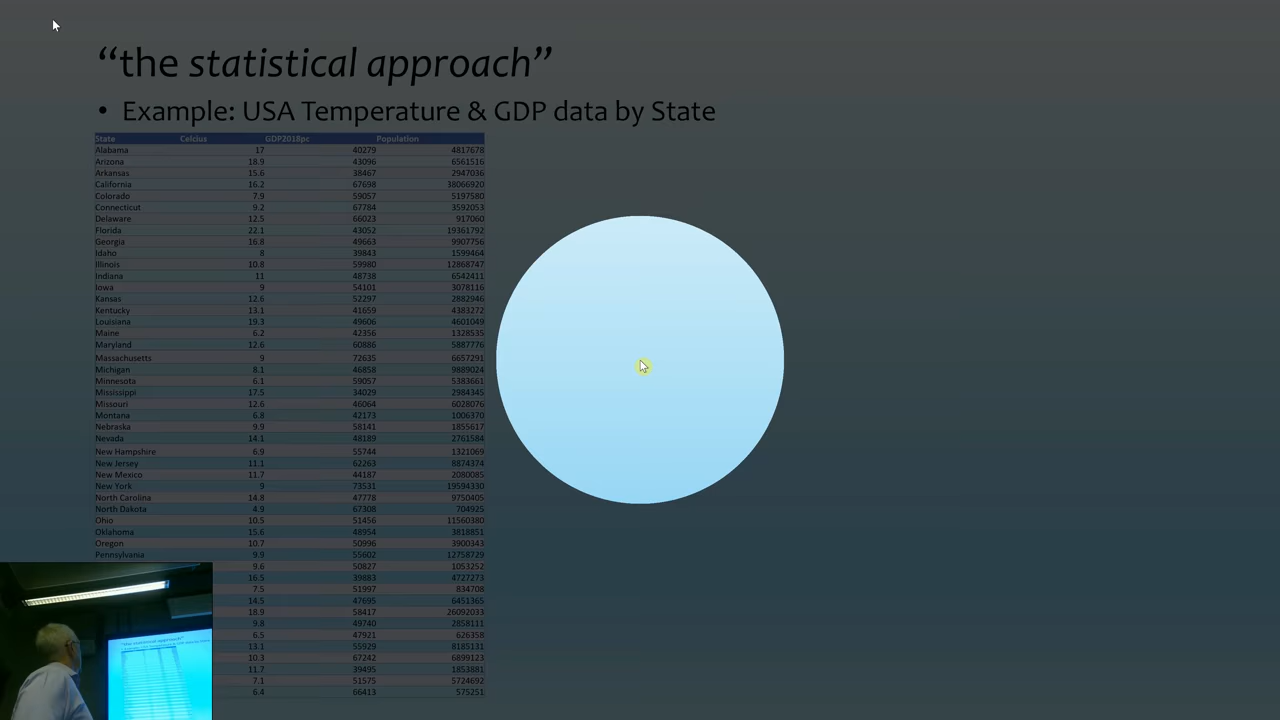 “the statistical approach”
• Example: USA Temperature & GDP data by State
State Celcius GDP2018pc Population
Alabama 17 40279 4817678
Arizona 18.9 43096 6561516
Arkansas 15.6 38467 2947036
California 16.2 67698 38066920
Colorado 7.9 59057 5197580
Connecticut 9.2 67784 3592053
Delaware 12.5 66023 917060
Florida 22.1 43052 19361792
Georgia 16.8 49663 9907756
Idaho 8 39843 1599464
Illinois 10.8 59980 12868747
Indiana 11 48738 6542411
Iowa 9 54101 3078116
Kansas 12.6 52297 2882946
Kentucky 13.1 41659 4383272
Louisiana 19.3 49606 4601049
Maine 6.2 42356 1328535
Maryland 12.6 60886 5887776
Massachusetts 9 72635 6657291
Michigan 8.1 46858 9889024
Minnesota 6.1 59057 5383661
Mississippi 17.5 34029 2984345
Missouri 12.6 46064 6028076
Montana 6.8 42173 1006370
Nebraska 9.9 58141 1855617
Nevada 14.1 48189 2761584
New Hampshire 6.9 55744 1321069
New Jersey 11.1 62263 8874374
New Mexico 11.7 44187 2080085
New York 9 73531 19594330
North Carolina 14.8 47778 9750405
North Dakota 4.9 67308 704925
Ohio 10.5 51456 11560380
Oklahoma 15.6 48954 3818851
Oregon 10.7 50996 3900343
Pennsylvania 9.9 55602 12758729
9.6 50827 1053252
16.5 39883 4727273
7.5 51997 834708
14.5 47695 6451365
18.9 58417 26092033
9.8 49740 2858111
6.5 47921 626358
13.1 55929 8185131
10.3 67242 6899123
11.7 39495 1853881
7.1 51575 5724692
6.4 66413 575251
“the statistical approach”